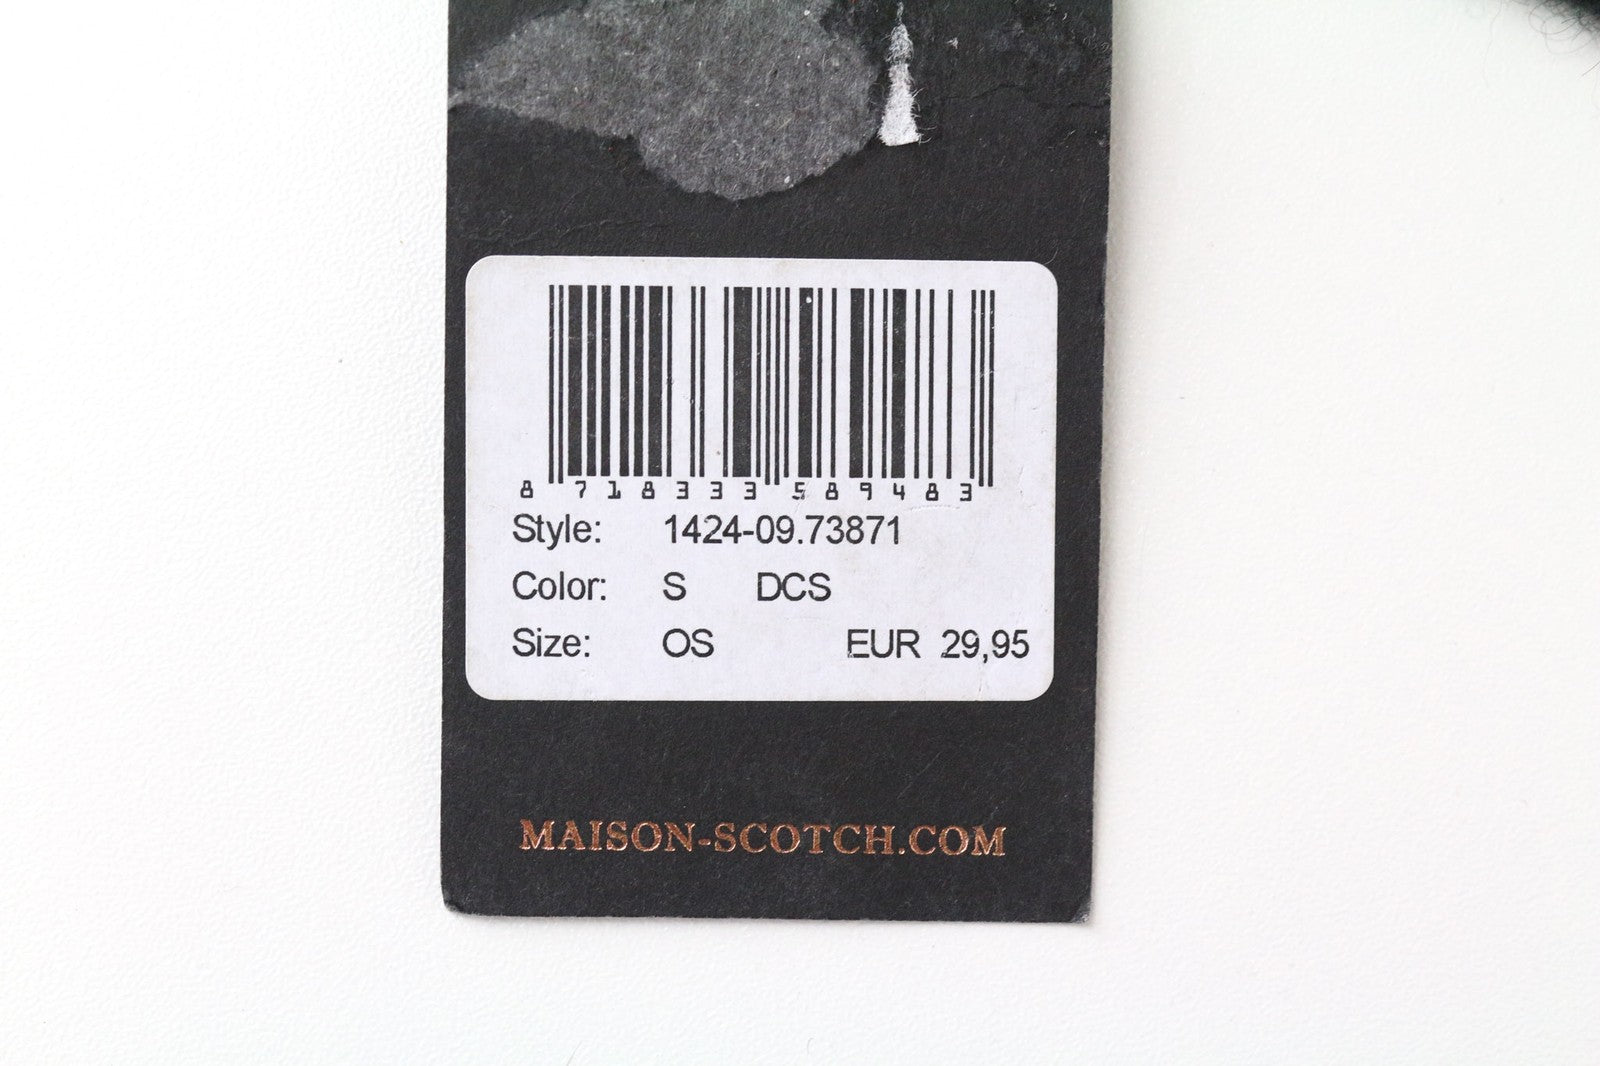 8 718333 589483
Style: 1424-09.73871
Color: S DCS
Size: OS EUR 29,95
MAISON-SCOTCH.COM